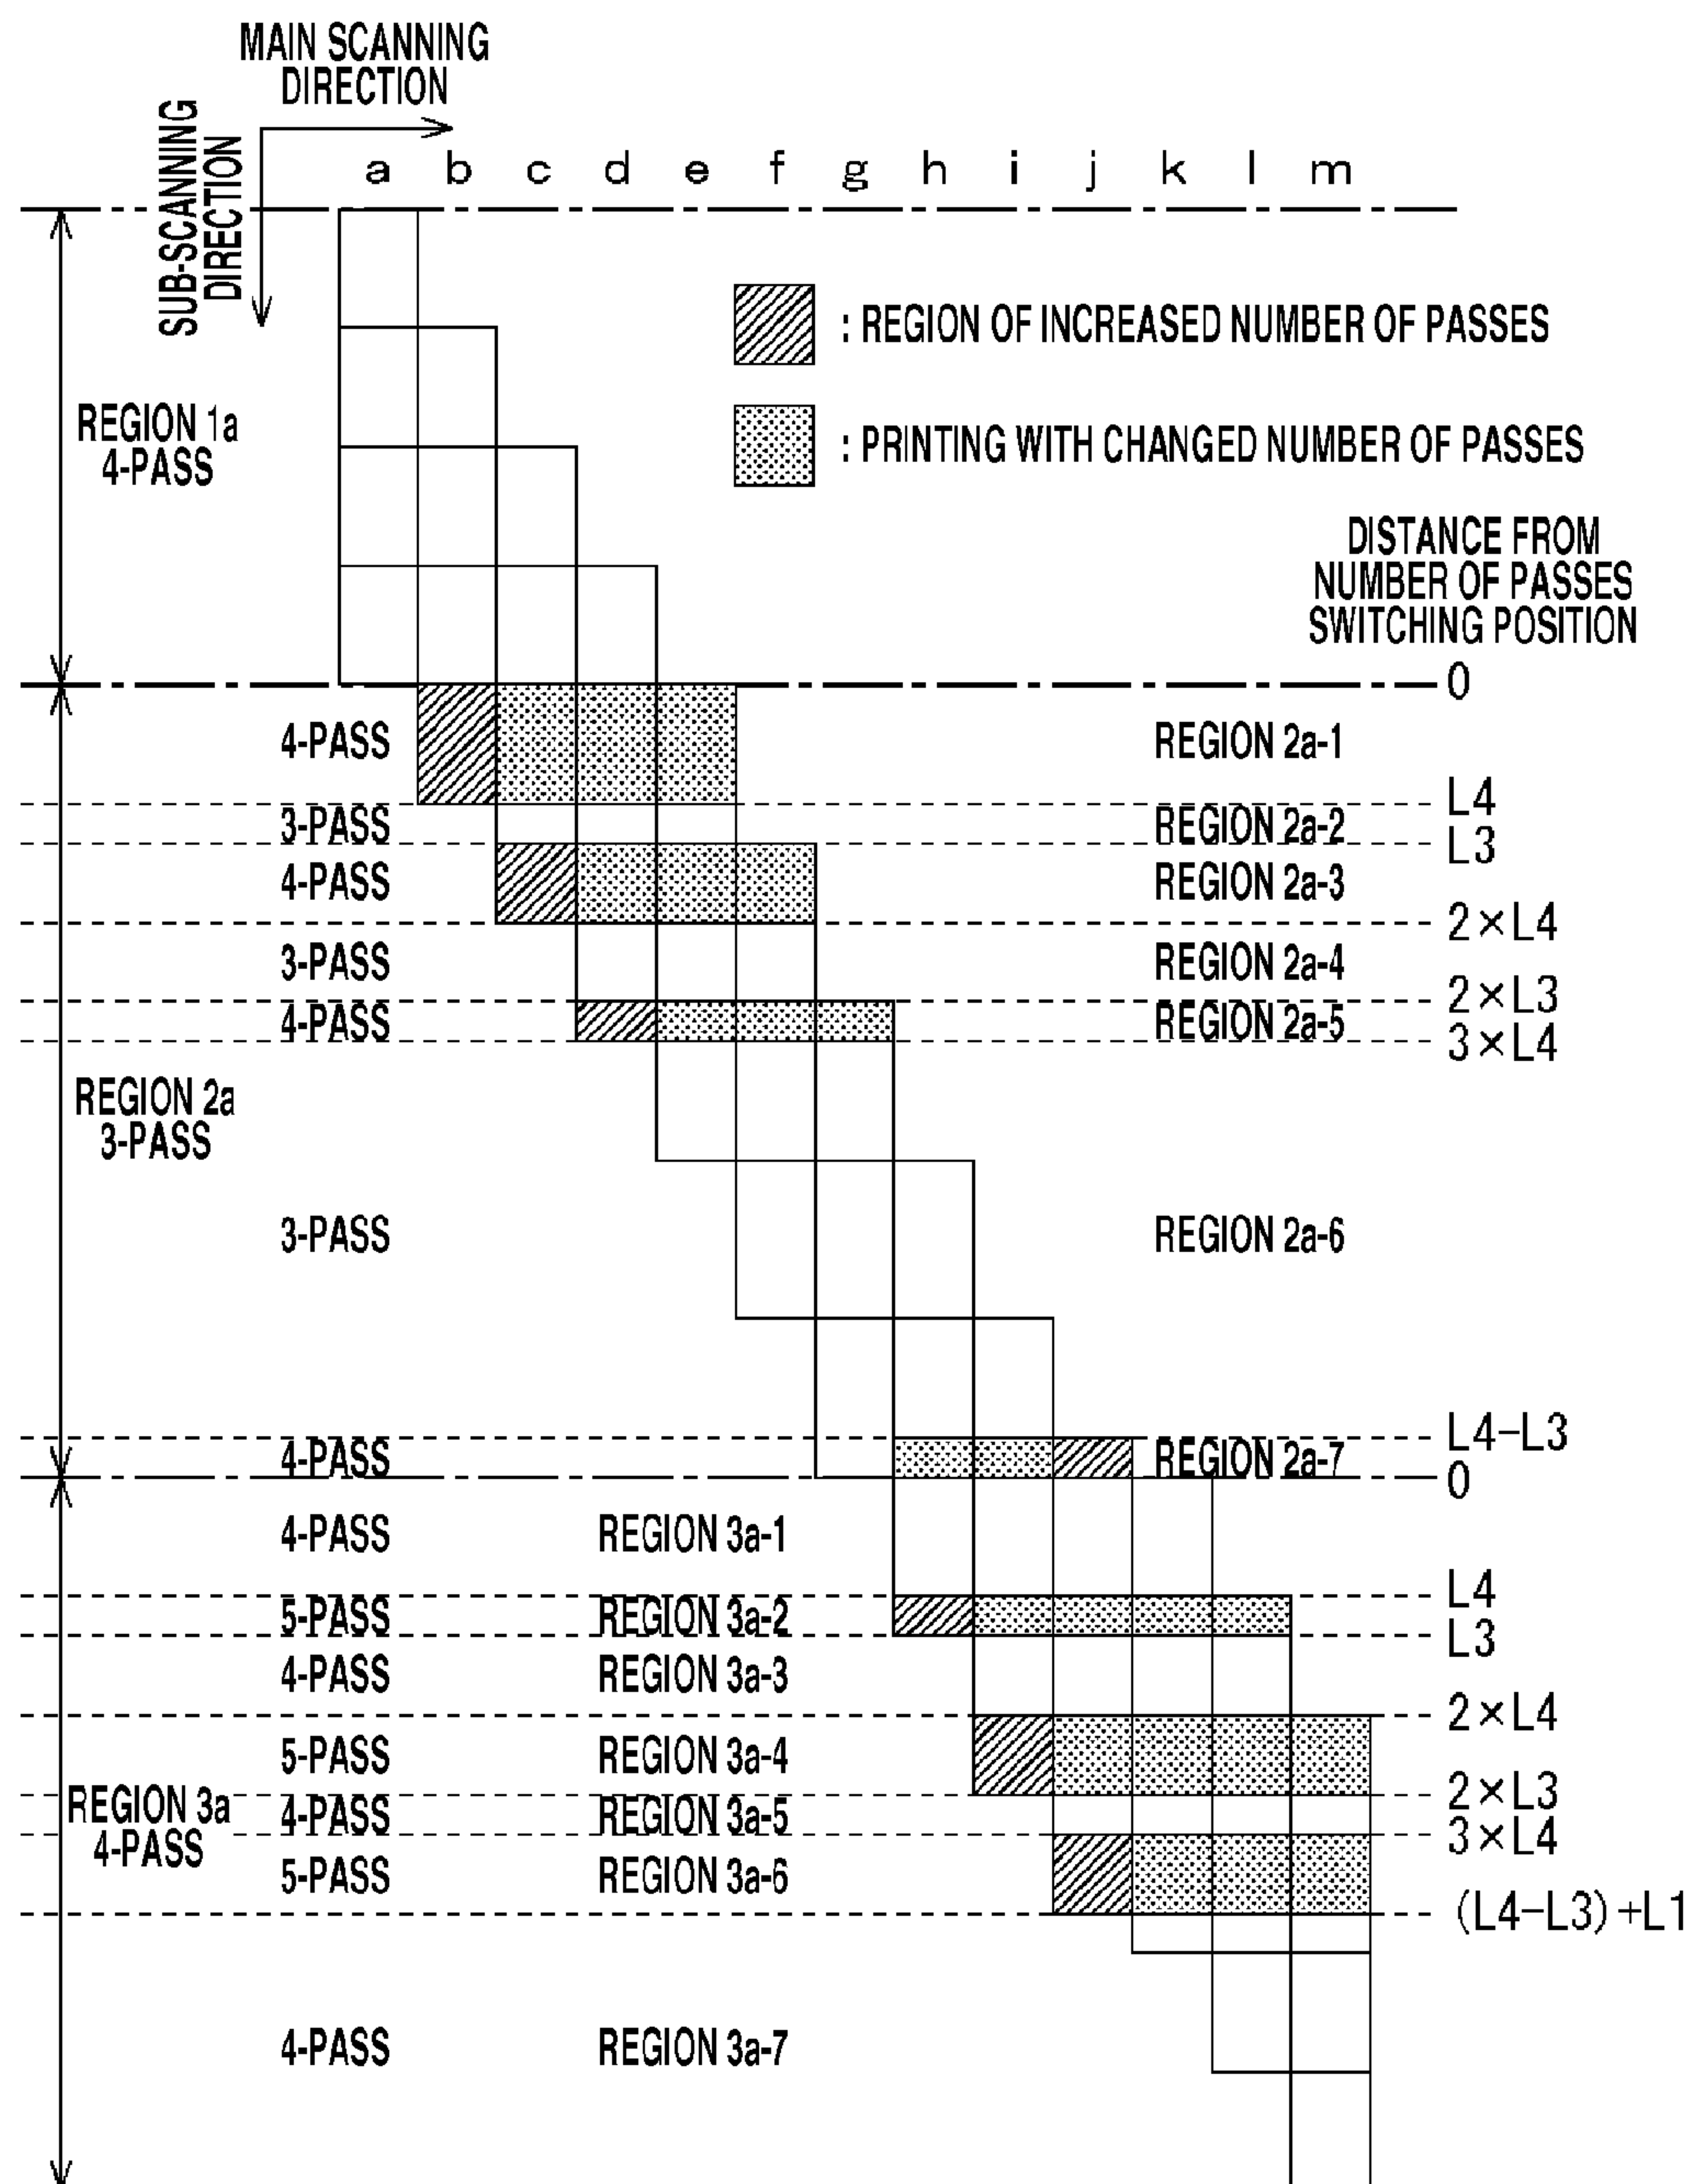 MAIN SCANNING
DIRECTION
SUB-SCANNING
DIRECTION
a b c d e f g h i j k l m
: REGION OF INCREASED NUMBER OF PASSES
: PRINTING WITH CHANGED NUMBER OF PASSES
REGION 1a
4-PASS
DISTANCE FROM
NUMBER OF PASSES
SWITCHING POSITION
0
4-PASS REGION 2a-1
L4
3-PASS REGION 2a-2
L3
4-PASS REGION 2a-3
2×L4
3-PASS REGION 2a-4
2×L3
4-PASS REGION 2a-5
3×L4
REGION 2a
3-PASS
3-PASS REGION 2a-6
L4-L3
4-PASS REGION 2a-7
0
4-PASS REGION 3a-1
L4
5-PASS REGION 3a-2
L3
4-PASS REGION 3a-3
2×L4
5-PASS REGION 3a-4
2×L3
REGION 3a
4-PASS
4-PASS REGION 3a-5
3×L4
5-PASS REGION 3a-6
(L4-L3)+L1
4-PASS REGION 3a-7